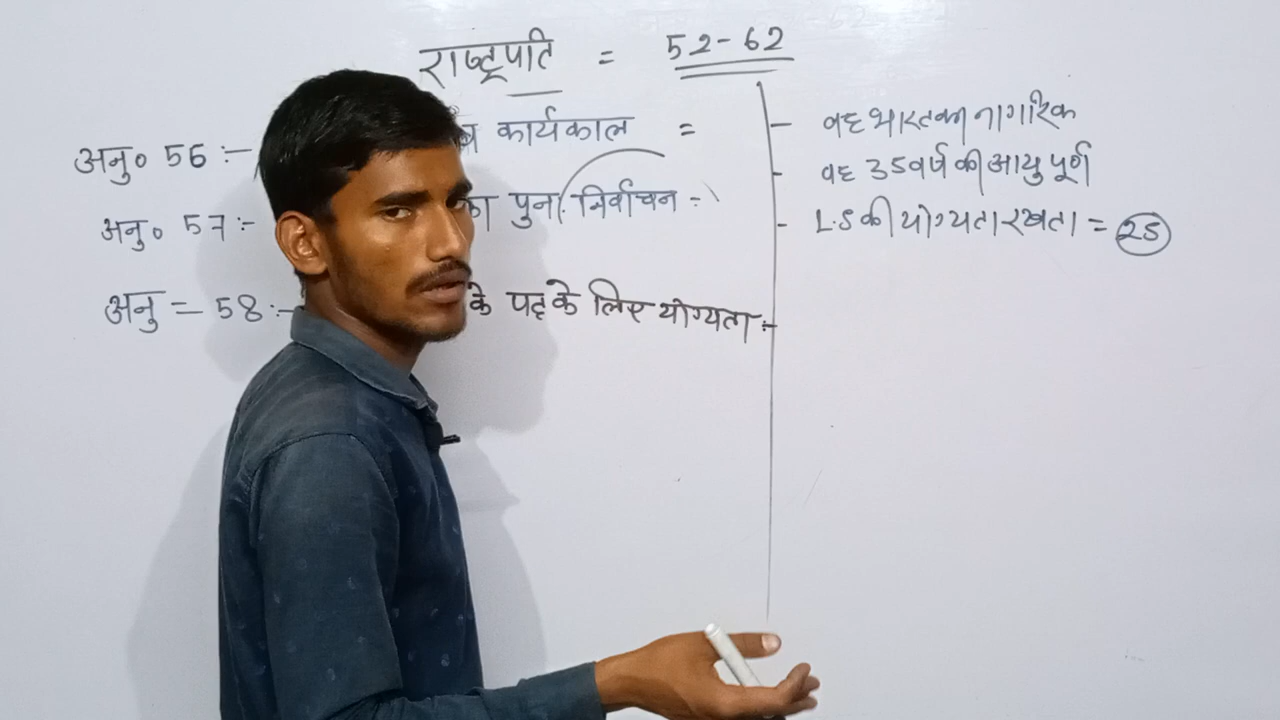 राष्ट्रपति = 52-62
अनु० 56 :- कार्यकाल =
अनु० 57 :- का पुनः निर्वाचन :-
अनु = 58 :- के पद के लिए योग्यता :-
- वह भारत का नागरिक
- वह 35 वर्ष की आयु पूर्ण
- L.S की योग्यता रखता = 25